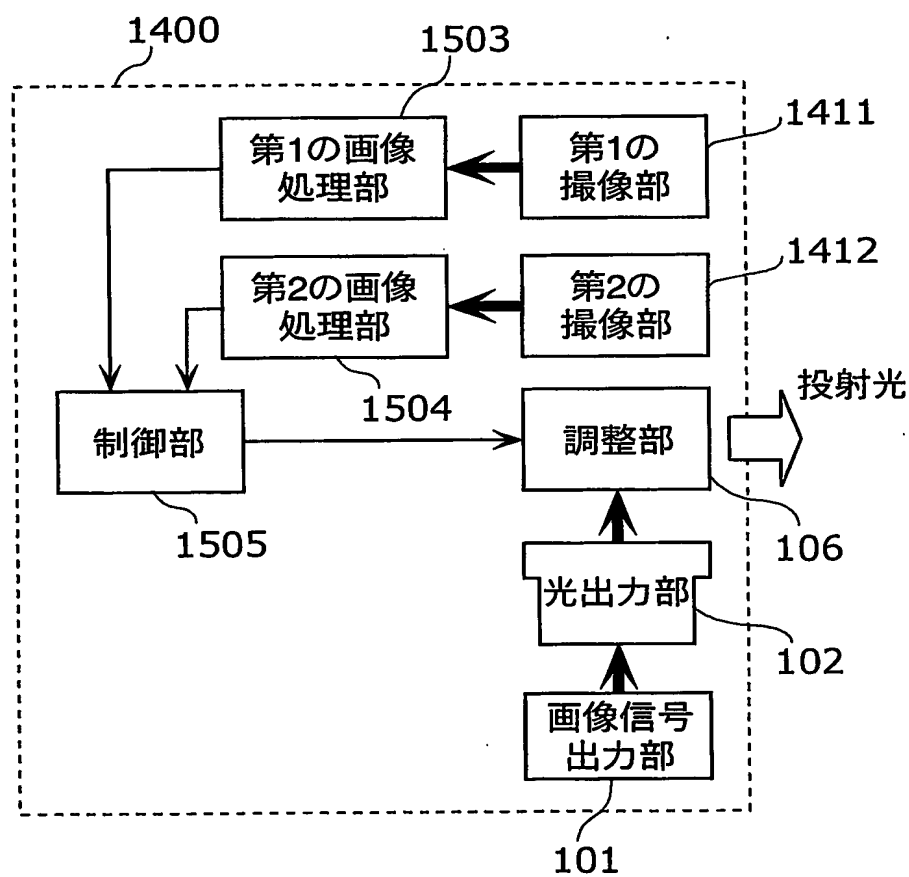 1400
1503
1411
第1の画像
処理部
第1の
撮像部
1412
第2の画像
処理部
第2の
撮像部
1504
投射光
制御部
調整部
1505
106
光出力部
102
画像信号
出力部
101